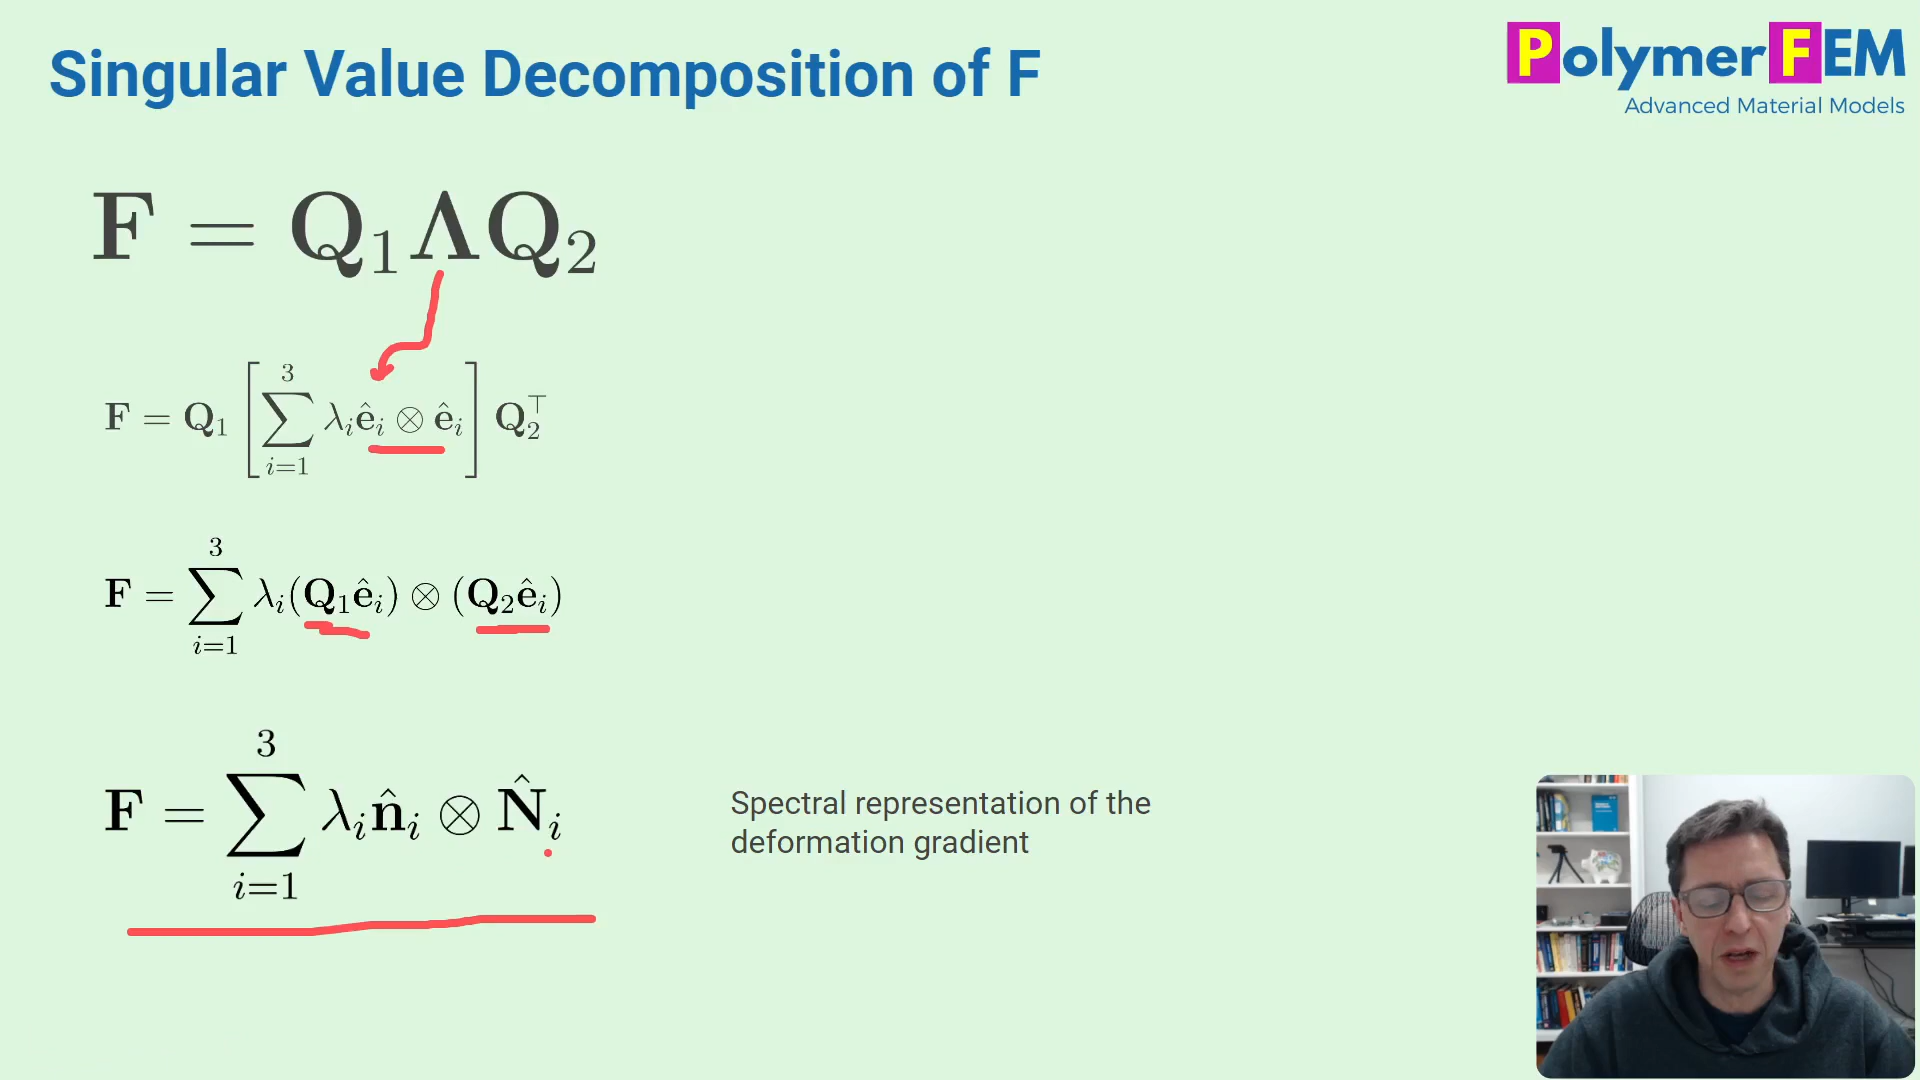 Singular Value Decomposition of F
PolymerFEM
Advanced Material Models
F = Q₁ΛQ₂
F = Q₁ [ ∑_{i=1}^{3} λᵢêᵢ ⊗ êᵢ ] Q₂^⊤
F = ∑_{i=1}^{3} λᵢ(Q₁êᵢ) ⊗ (Q₂êᵢ)
F = ∑_{i=1}^{3} λᵢn̂ᵢ ⊗ N̂ᵢ
Spectral representation of the
deformation gradient